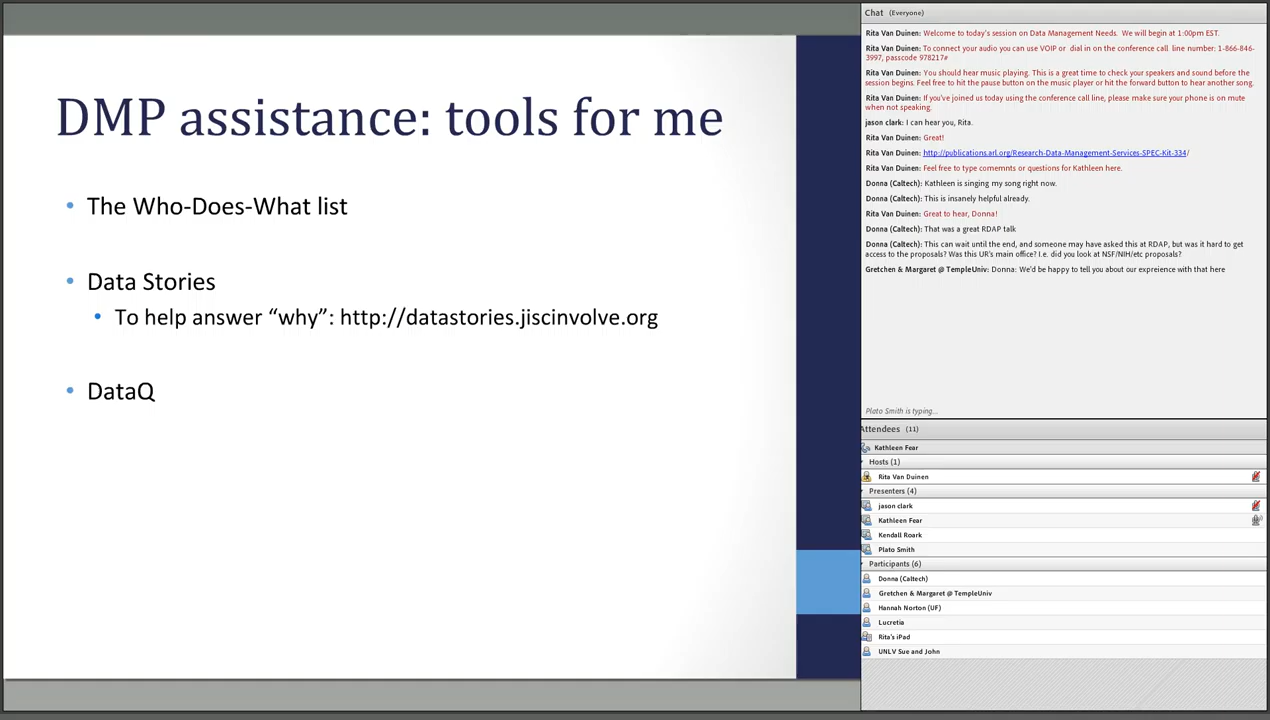 DMP assistance: tools for me
• The Who-Does-What list
• Data Stories
• To help answer “why”: http://datastories.jiscinvolve.org
• DataQ
Chat (Everyone)
Rita Van Duinen: Welcome to today's session on Data Management Needs. We will begin at 1:00pm EST.
Rita Van Duinen: To connect your audio you can use VOIP or dial in on the conference call line number: 1-866-846-
3997, passcode 978217#
Rita Van Duinen: You should hear music playing. This is a great time to check your speakers and sound before the
session begins. Feel free to hit the pause button on the music player or hit the forward button to hear another song.
Rita Van Duinen: If you've joined us today using the conference call line, please make sure your phone is on mute
when not speaking.
jason clark: I can hear you, Rita.
Rita Van Duinen: Great!
Rita Van Duinen: http://publications.arl.org/Research-Data-Management-Services-SPEC-Kit-334/
Rita Van Duinen: Feel free to type comemnts or questions for Kathleen here.
Donna (Caltech): Kathleen is singing my song right now.
Donna (Caltech): This is insanely helpful already.
Rita Van Duinen: Great to hear, Donna!
Donna (Caltech): That was a great RDAP talk
Donna (Caltech): This can wait until the end, and someone may have asked this at RDAP, but was it hard to get
access to the proposals? Was this UR's main office? I.e. did you look at NSF/NIH/etc proposals?
Gretchen & Margaret @ TempleUniv: Donna: We'd be happy to tell you about our expreience with that here
Plato Smith is typing...
Attendees (11)
Kathleen Fear
Hosts (1)
Rita Van Duinen
Presenters (4)
jason clark
Kathleen Fear
Kendall Roark
Plato Smith
Participants (6)
Donna (Caltech)
Gretchen & Margaret @ TempleUniv
Hannah Norton (UF)
Lucretia
Rita's iPad
UNLV Sue and John